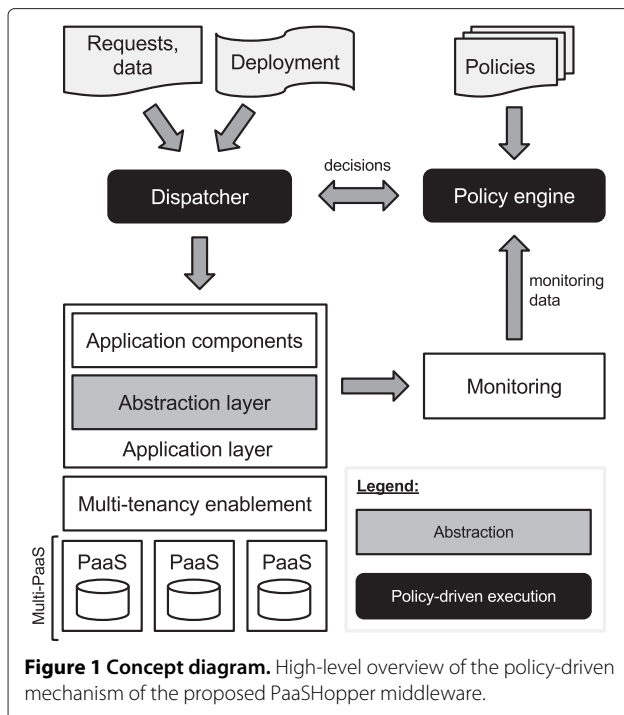 Requests,
data
Deployment
Policies
decisions
Dispatcher
Policy engine
monitoring
data
Application components
Abstraction layer
Application layer
Monitoring
Multi-tenancy enablement
Multi-PaaS
PaaS
PaaS
PaaS
Legend:
Abstraction
Policy-driven execution
Figure 1 Concept diagram. High-level overview of the policy-driven
mechanism of the proposed PaaSHopper middleware.